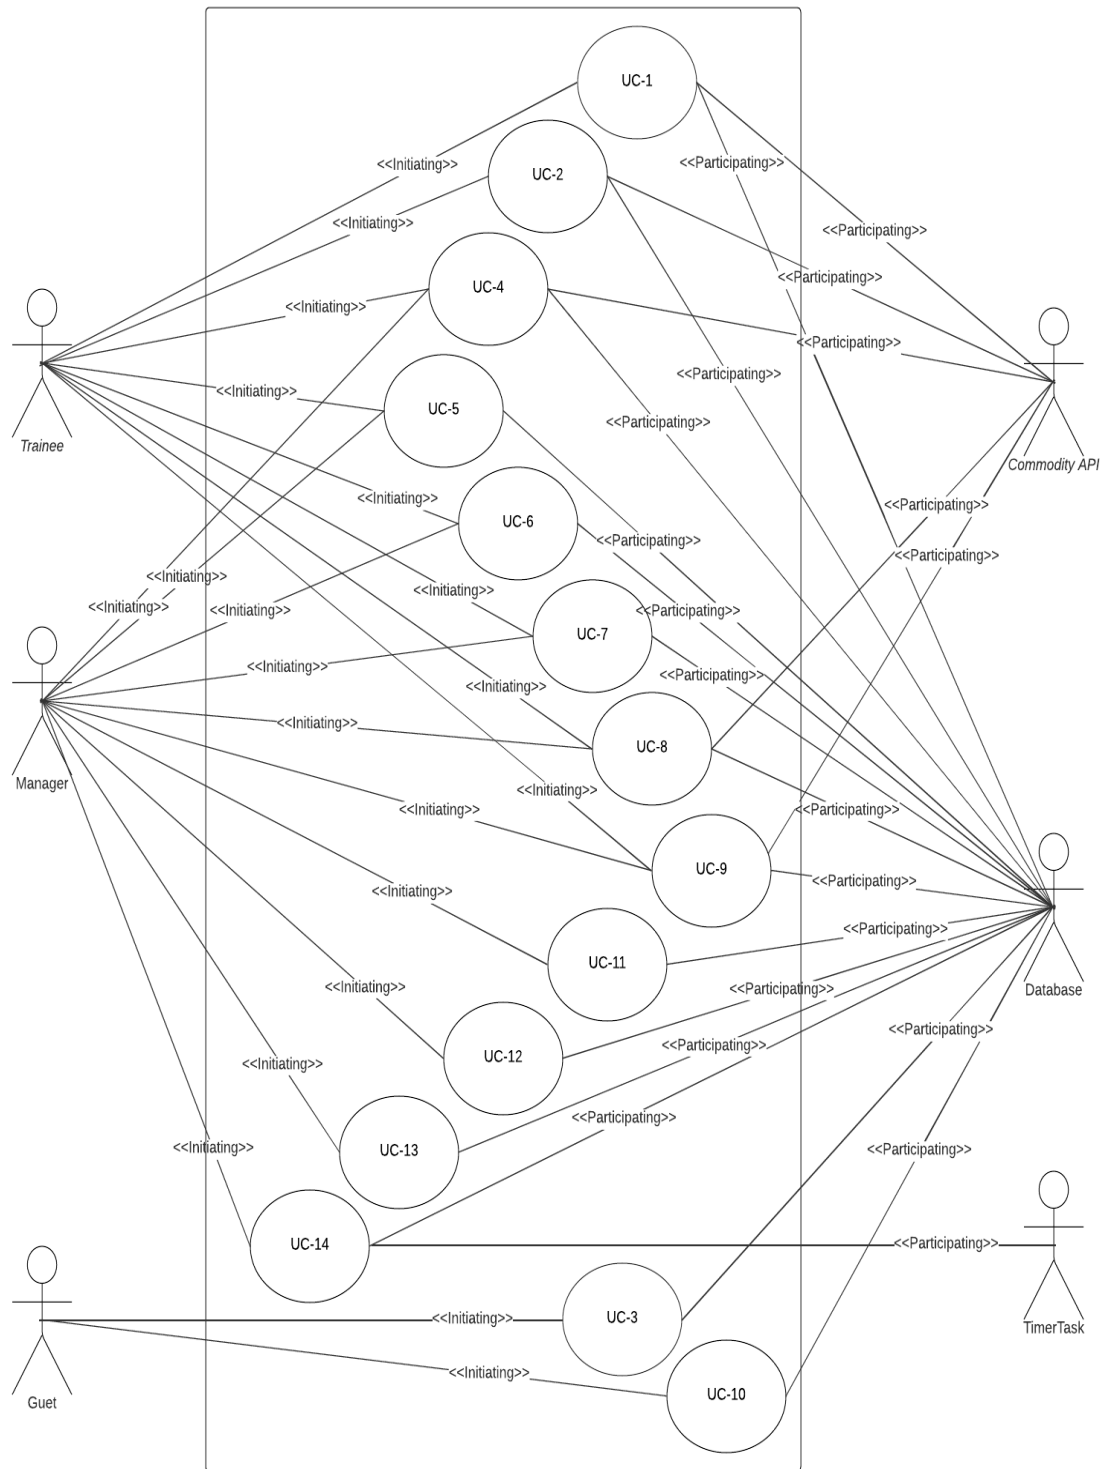 UC-1
<<Initiating>>
<<Participating>>
UC-2
<<Initiating>>
<<Participating>>
<<Participating>>
UC-4
<<Initiating>>
<<Participating>>
<<Participating>>
UC-5
<<Initiating>>
<<Participating>>
Trainee
Commodity API
<<Initiating>>
UC-6
<<Participating>>
<<Participating>>
<<Participating>>
<<Initiating>>
<<Initiating>>
<<Initiating>>
<<Initiating>>
<<Participating>>
UC-7
<<Initiating>>
<<Participating>>
<<Initiating>>
<<Initiating>>
UC-8
Manager
<<Initiating>>
<<Initiating>>
<<Participating>>
UC-9
<<Participating>>
<<Initiating>>
<<Participating>>
UC-11
<<Initiating>>
<<Participating>>
Database
<<Participating>>
UC-12
<<Participating>>
<<Initiating>>
<<Participating>>
<<Initiating>>
UC-13
<<Participating>>
UC-14
<<Participating>>
<<Initiating>>
UC-3
TimerTask
<<Initiating>>
UC-10
Guet